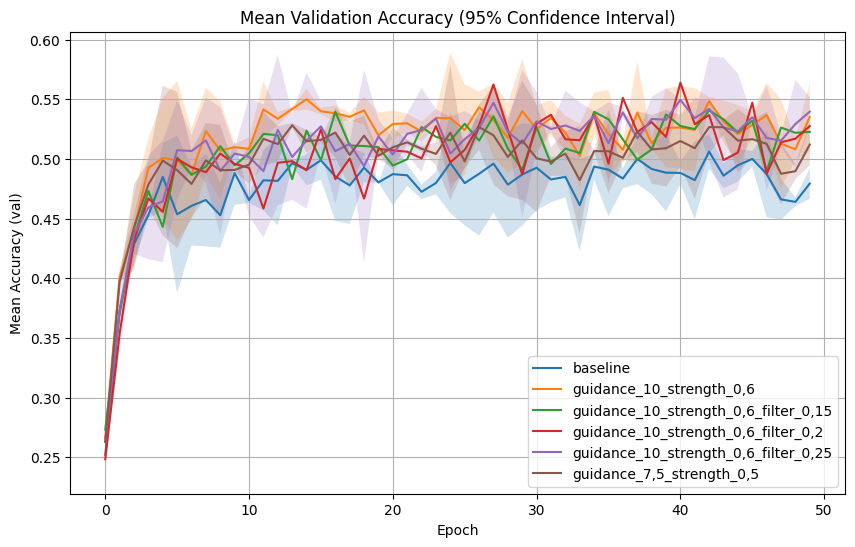 Mean Validation Accuracy (95% Confidence Interval)
0.60
0.55
0.50
0.45
0.40
0.35
0.30
0.25
Mean Accuracy (val)
baseline
guidance_10_strength_0,6
guidance_10_strength_0,6_filter_0,15
guidance_10_strength_0,6_filter_0,2
guidance_10_strength_0,6_filter_0,25
guidance_7,5_strength_0,5
0 10 20 30 40 50
Epoch